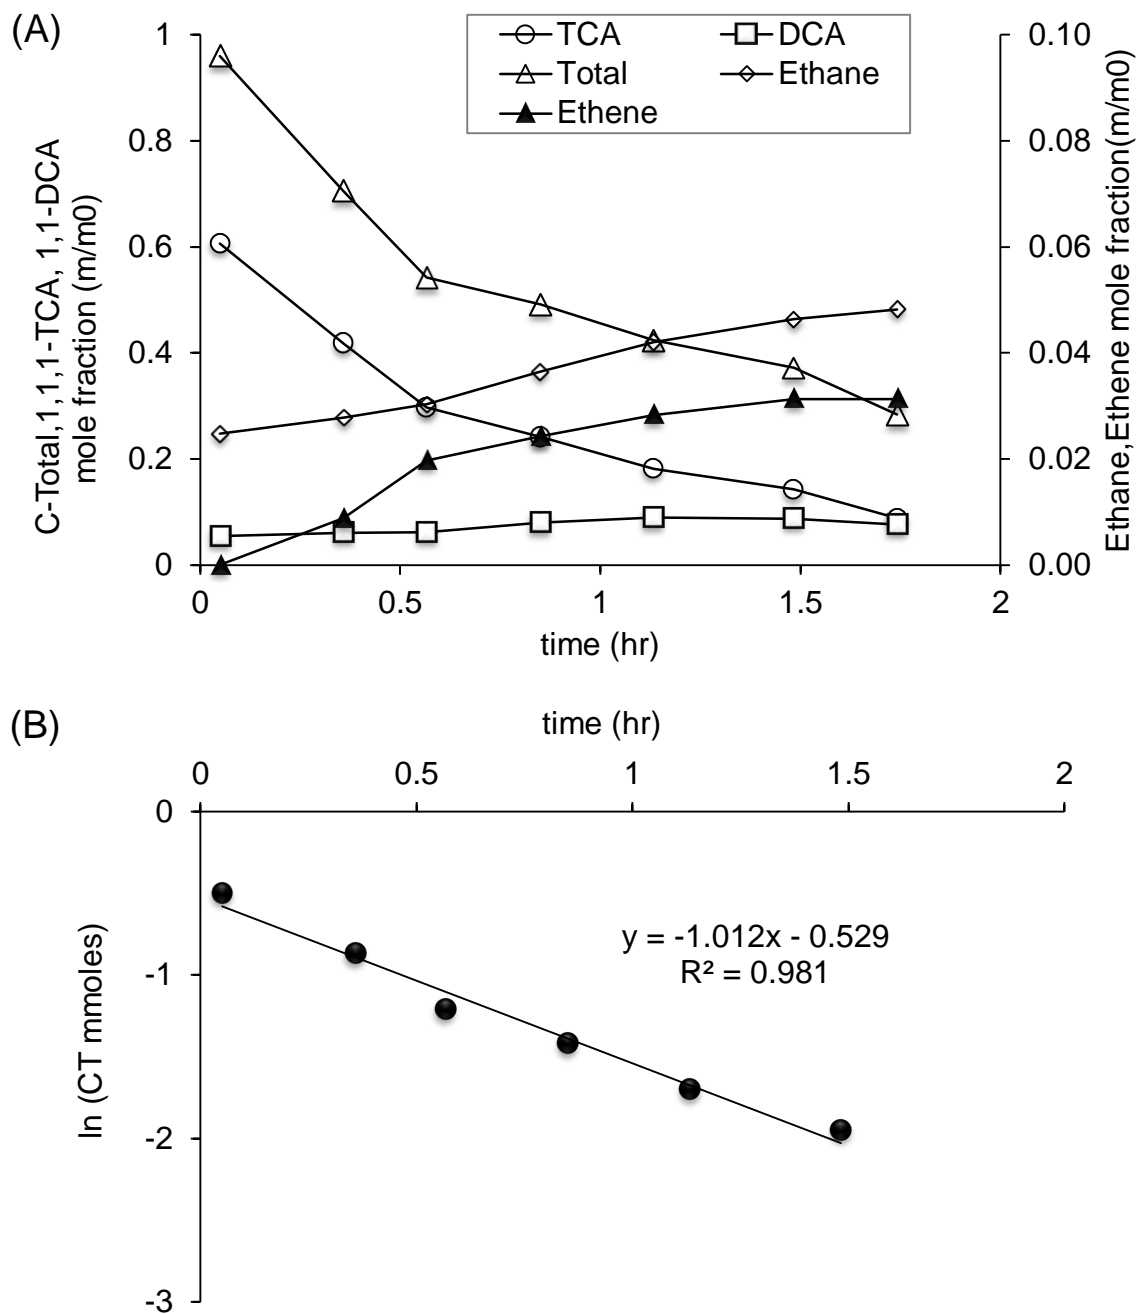 (A)
TCA DCA
Total Ethane
Ethene
C-Total,1,1,1-TCA, 1,1-DCA
mole fraction (m/m0)
1
0.8
0.6
0.4
0.2
0
0.10
0.08
0.06
0.04
0.02
0.00
Ethane,Ethene mole fraction(m/m0)
0 0.5 1 1.5 2
time (hr)
(B)
time (hr)
0 0.5 1 1.5 2
0
-1
-2
-3
ln (CT mmoles)
y = -1.012x - 0.529
R² = 0.981